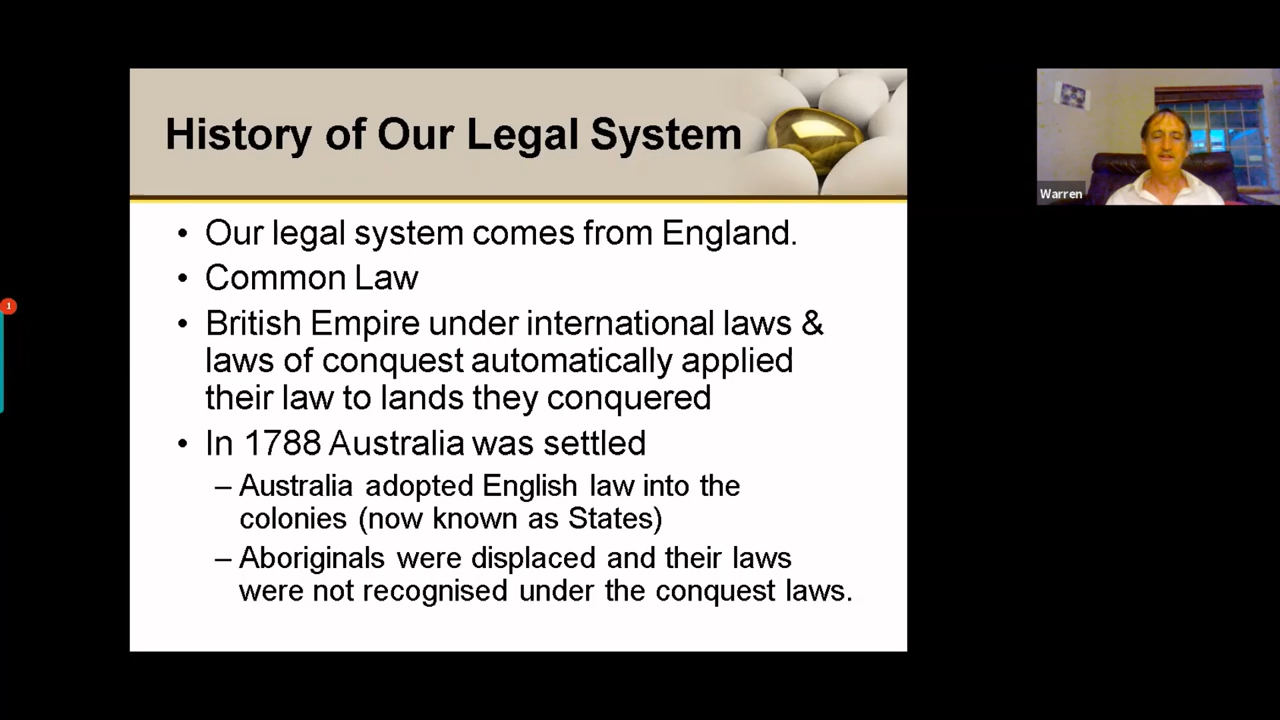 History of Our Legal System
• Our legal system comes from England.
• Common Law
• British Empire under international laws &
laws of conquest automatically applied
their law to lands they conquered
• In 1788 Australia was settled
– Australia adopted English law into the
colonies (now known as States)
– Aboriginals were displaced and their laws
were not recognised under the conquest laws.
Warren
1